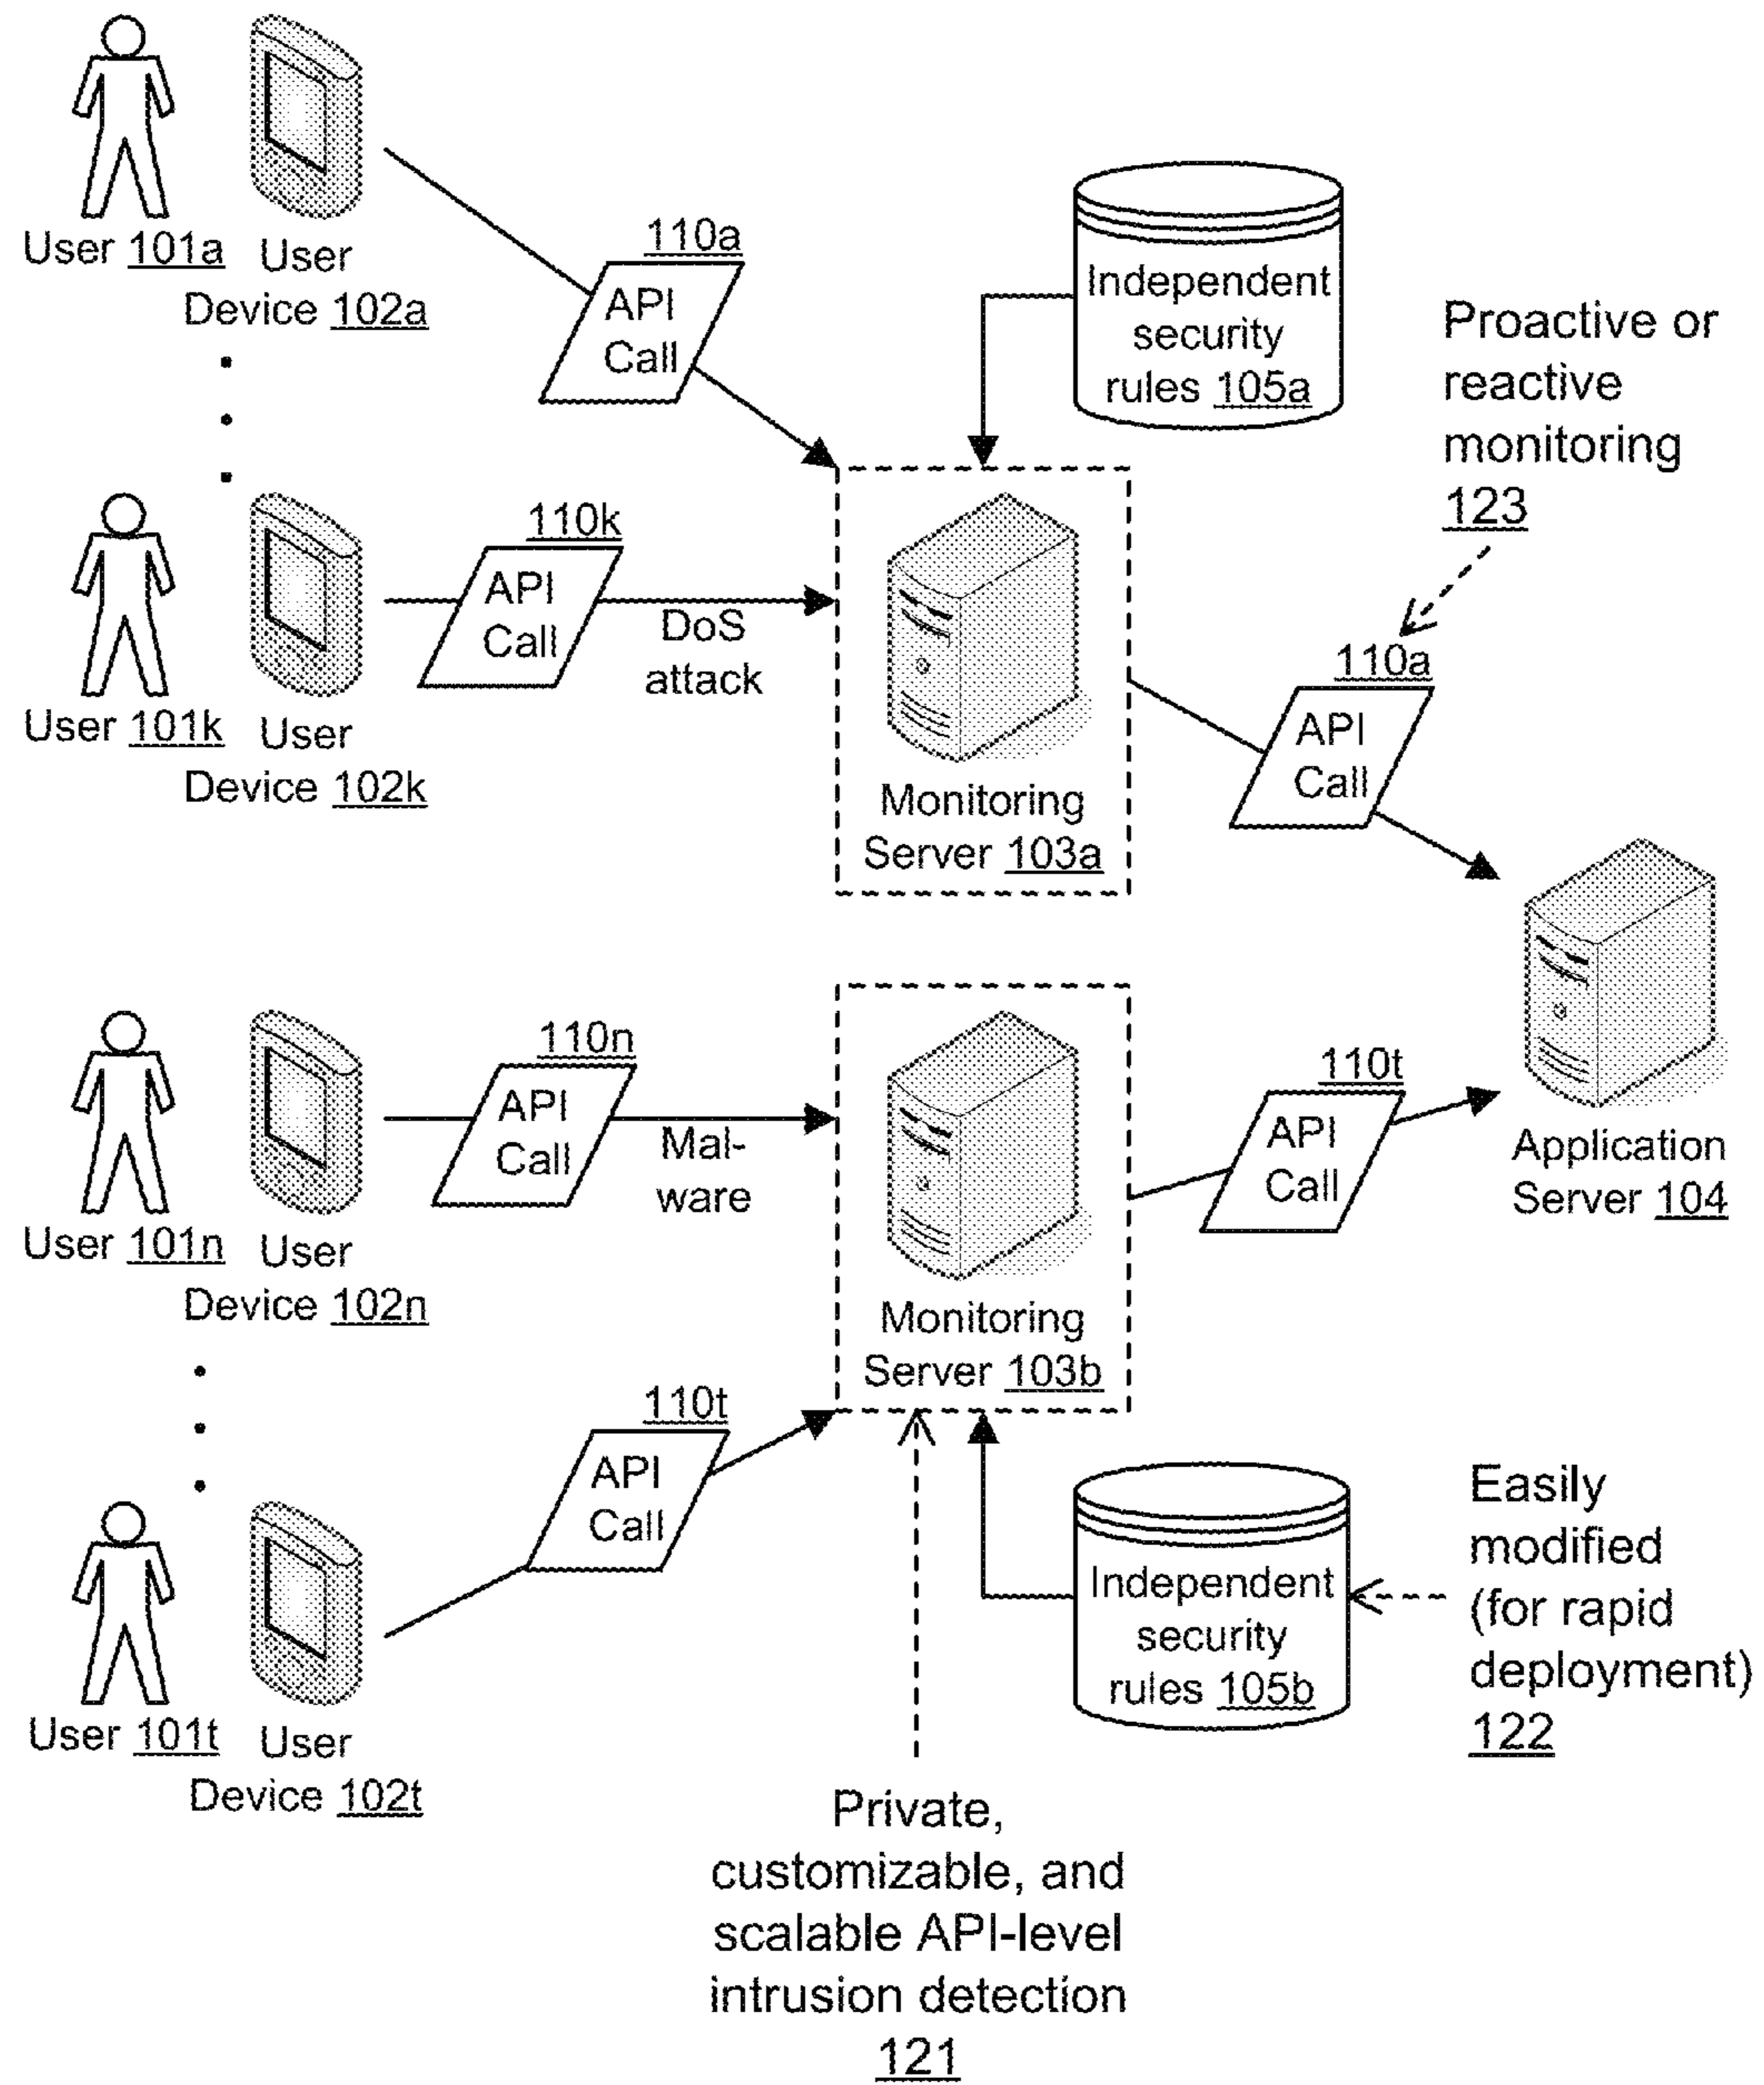 User 101a
User
Device 102a
110a
API
Call
Independent
security
rules 105a
Proactive or
reactive
monitoring
123
User 101k
User
Device 102k
110k
API
Call
DoS
attack
Monitoring
Server 103a
110a
API
Call
Application
Server 104
User 101n
User
Device 102n
110n
API
Call
Mal-
ware
Monitoring
Server 103b
110t
API
Call
User 101t
User
Device 102t
110t
API
Call
Independent
security
rules 105b
Easily
modified
(for rapid
deployment)
122
Private,
customizable, and
scalable API-level
intrusion detection
121